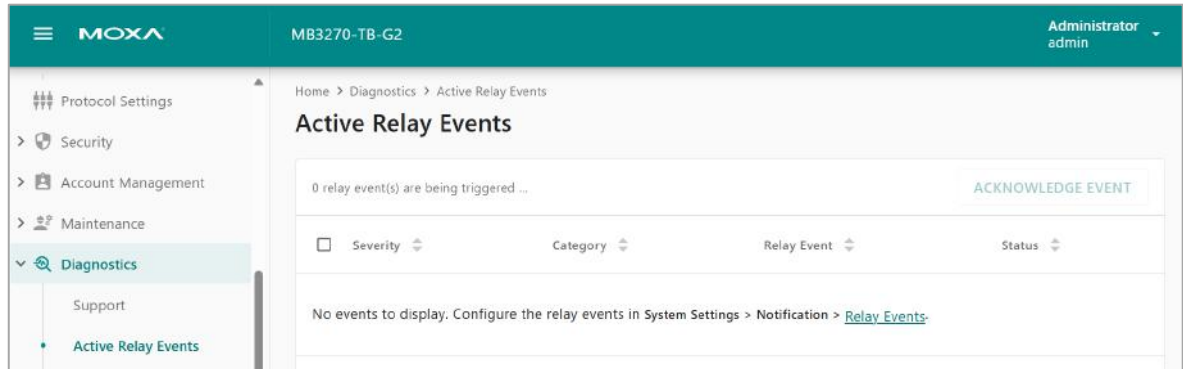 MOXA
MB3270-TB-G2
Administrator
admin
Protocol Settings
Security
Account Management
Maintenance
Diagnostics
Support
Active Relay Events
Home > Diagnostics > Active Relay Events
Active Relay Events
0 relay event(s) are being triggered ...
ACKNOWLEDGE EVENT
Severity Category Relay Event Status
No events to display. Configure the relay events in System Settings > Notification > Relay Events.